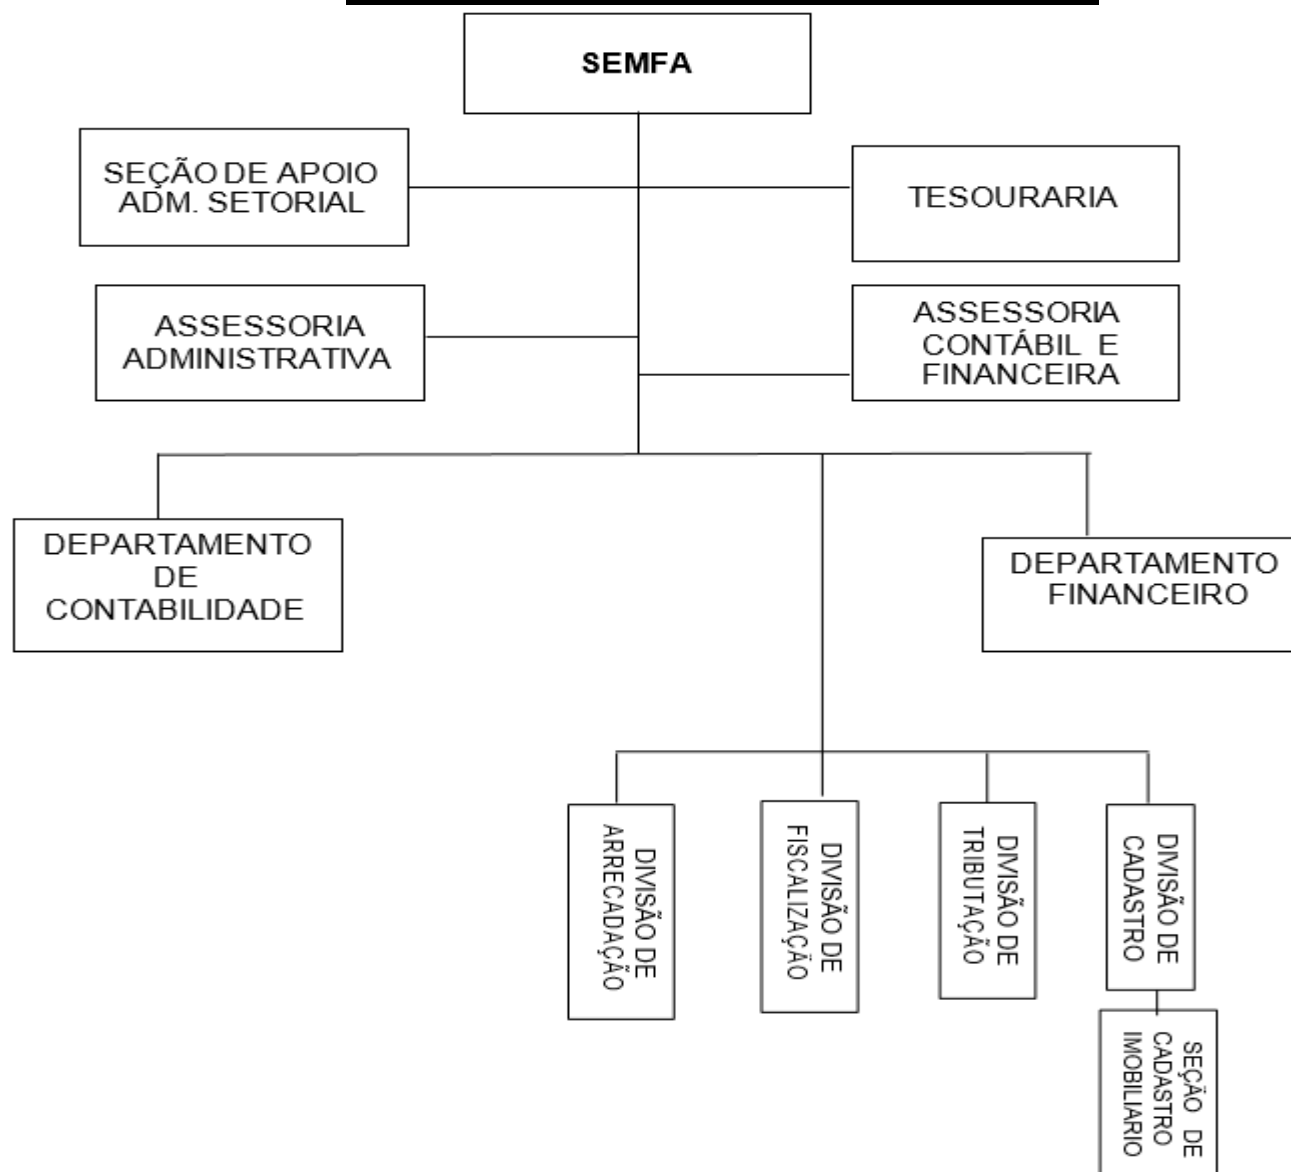 SEMFA
SEÇÃO DE APOIO
ADM. SETORIAL
TESOURARIA
ASSESSORIA
ADMINISTRATIVA
ASSESSORIA
CONTÁBIL E
FINANCEIRA
DEPARTAMENTO
DE
CONTABILIDADE
DEPARTAMENTO
FINANCEIRO
DIVISÃO DE
ARRECADAÇÃO
DIVISÃO DE
FISCALIZAÇÃO
DIVISÃO DE
TRIBUTAÇÃO
DIVISÃO DE
CADASTRO
SEÇÃO DE
CADASTRO
IMOBILIARIO